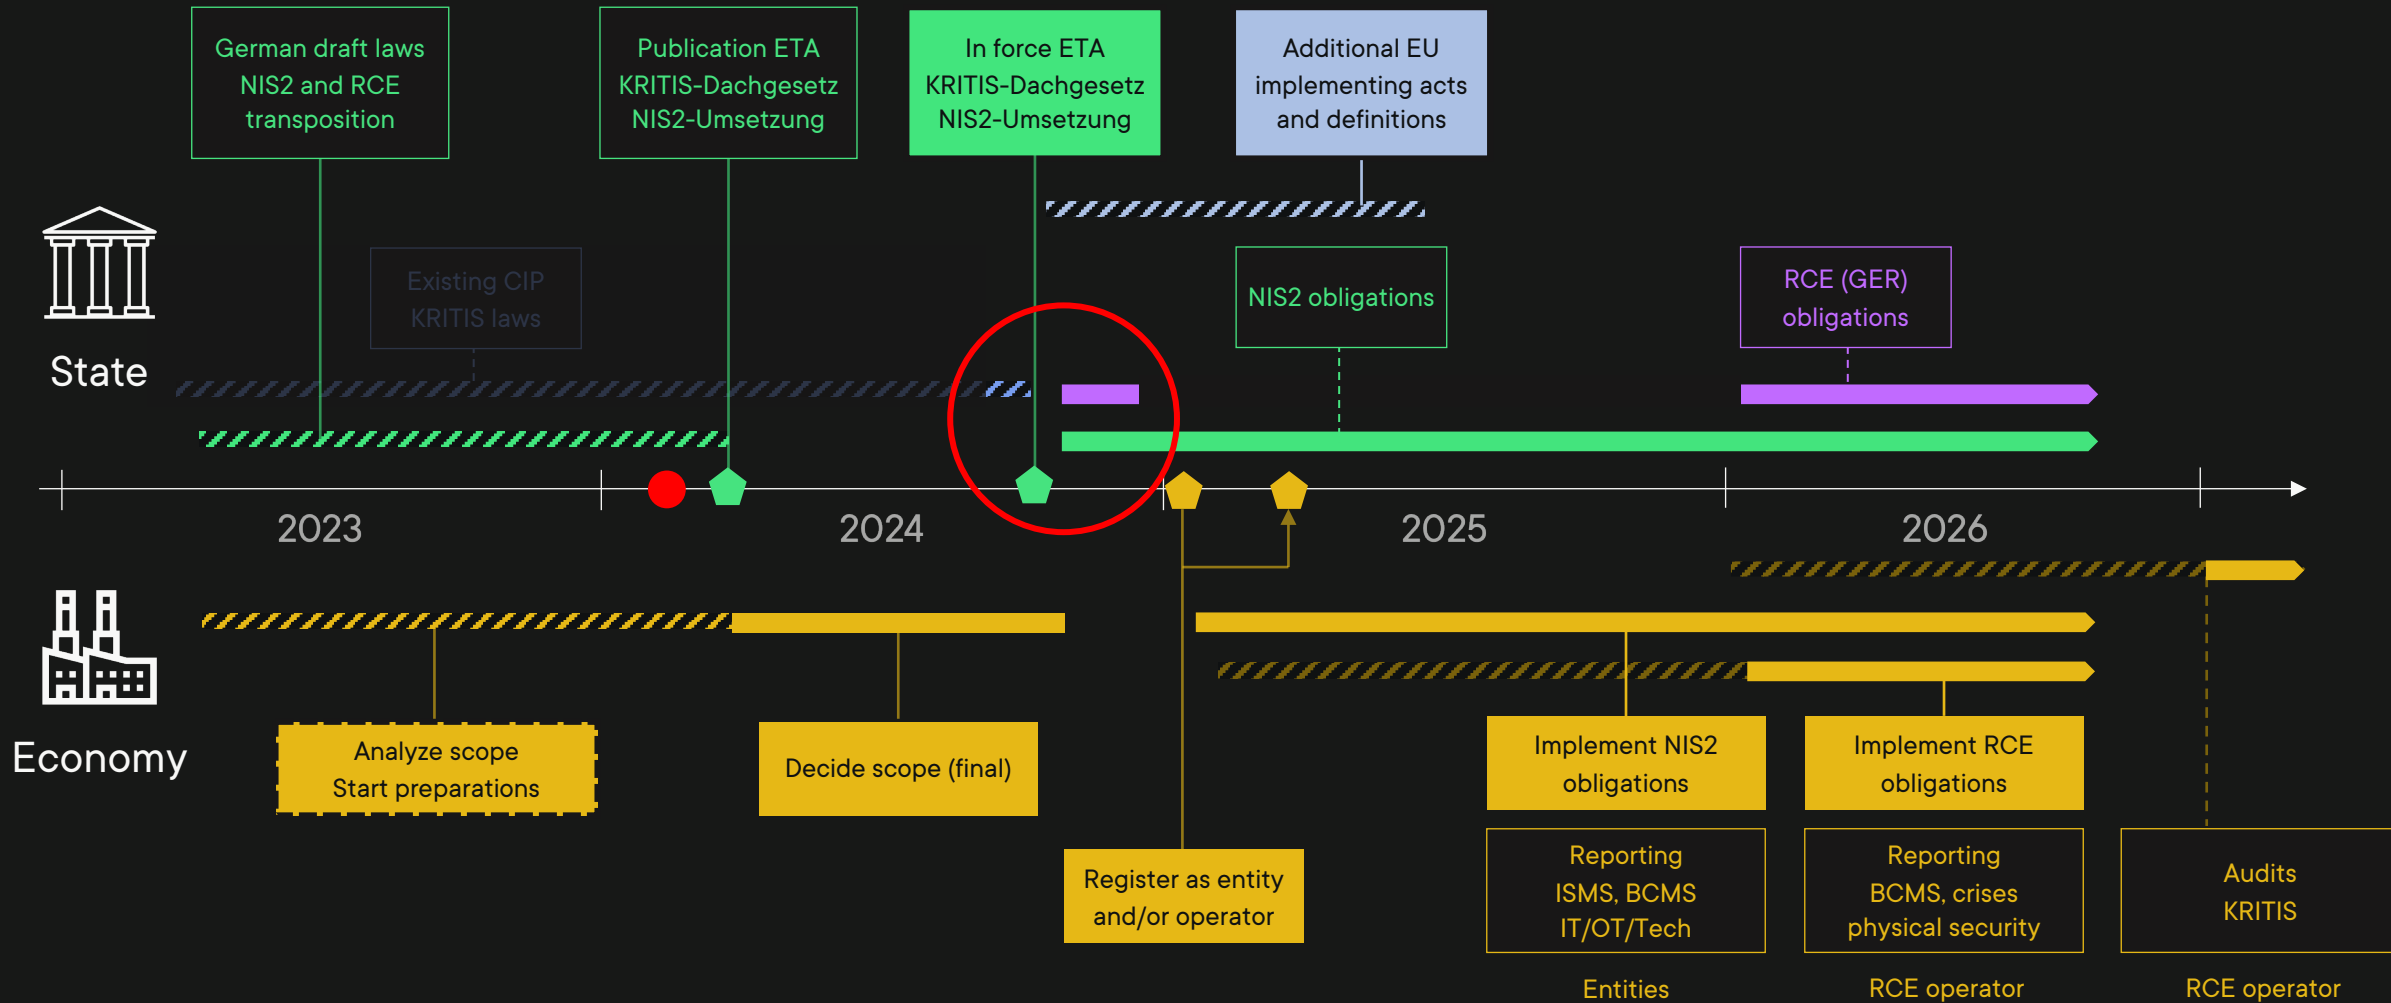 German draft laws
NIS2 and RCE
transposition
Publication ETA
KRITIS-Dachgesetz
NIS2-Umsetzung
In force ETA
KRITIS-Dachgesetz
NIS2-Umsetzung
Additional EU
implementing acts
and definitions
Existing CIP
KRITIS laws
NIS2 obligations
RCE (GER)
obligations
State
2023
2024
2025
2026
Economy
Analyze scope
Start preparations
Decide scope (final)
Register as entity
and/or operator
Implement NIS2
obligations
Implement RCE
obligations
Reporting
ISMS, BCMS
IT/OT/Tech
Reporting
BCMS, crises
physical security
Audits
KRITIS
Entities
RCE operator
RCE operator